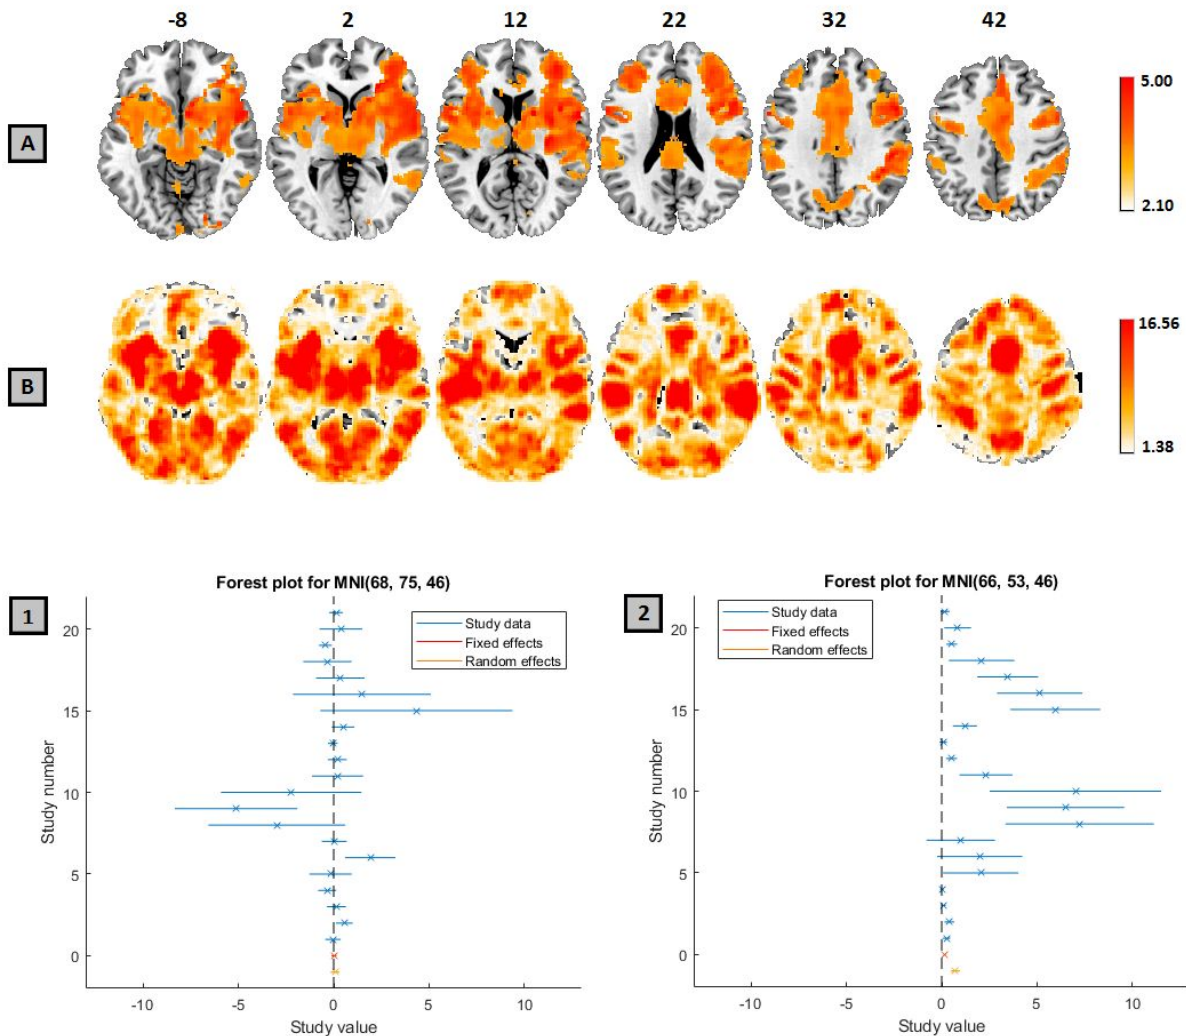 -8 2 12 22 32 42
A
5.00
2.10
B
16.56
1.38
1
Forest plot for MNI(68, 75, 46)
Study data
Fixed effects
Random effects
20
15
10
5
0
Study number
-10 -5 0 5 10
Study value
2
Forest plot for MNI(66, 53, 46)
Study data
Fixed effects
Random effects
20
15
10
5
0
Study number
-10 -5 0 5 10
Study value